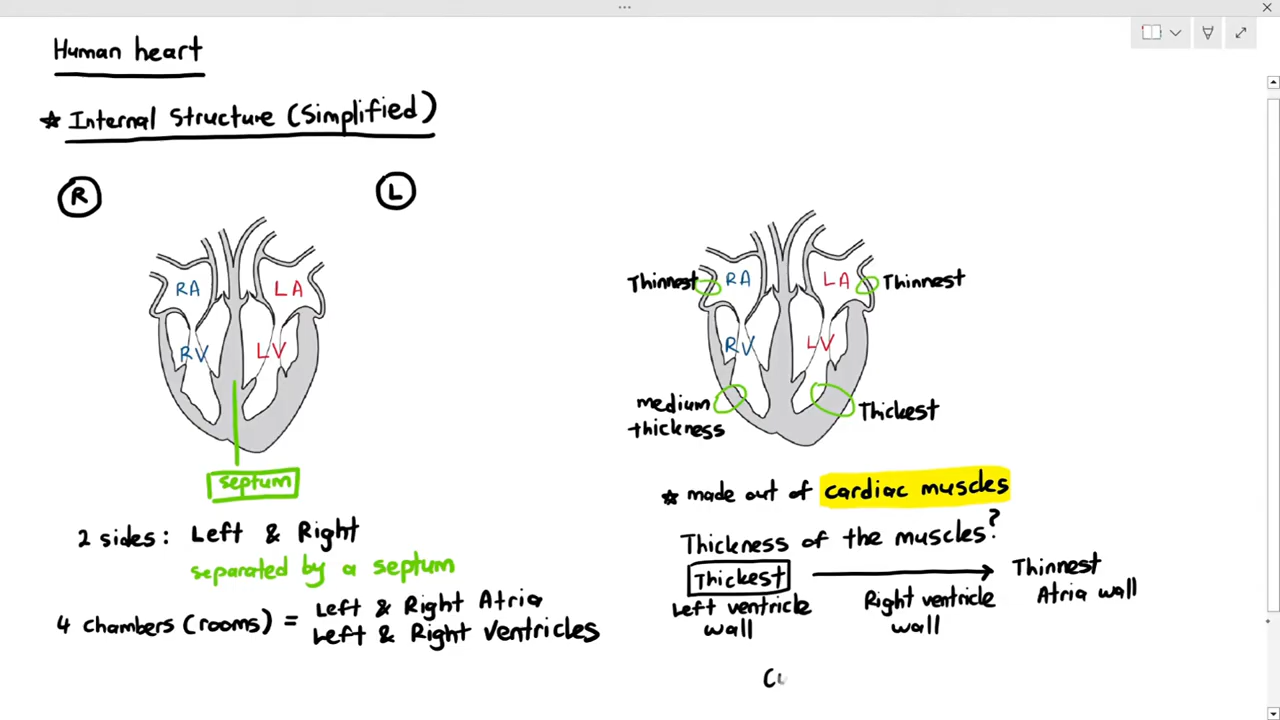 Human heart
* Internal Structure (Simplified)
R L
RA LA
RV LV
septum
2 sides: Left & Right
separated by a septum
4 chambers (rooms) = Left & Right Atria
Left & Right Ventricles
Thinnest RA LA Thinnest
RV LV
medium
thickness
Thickest
* made out of cardiac muscles
Thickness of the muscles?
Thickest Thinnest
Left ventricle
wall
Right ventricle
wall
Atria wall